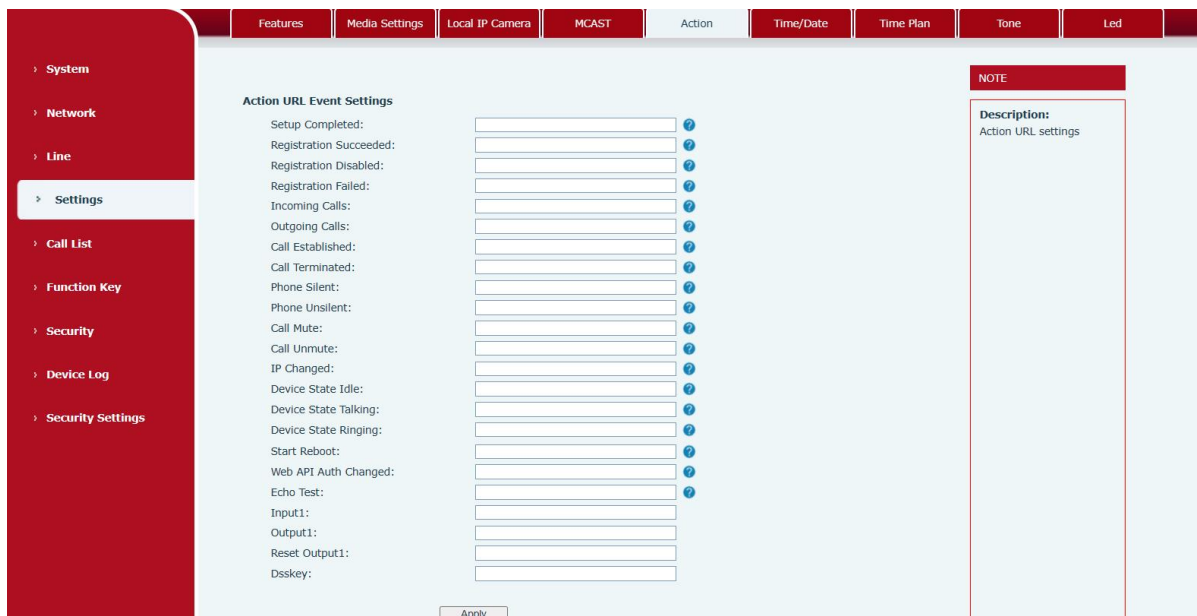 Features Media Settings Local IP Camera MCAST Action Time/Date Time Plan Tone Led
› System
› Network
› Line
› Settings
› Call List
› Function Key
› Security
› Device Log
› Security Settings
Action URL Event Settings
Setup Completed: ?
Registration Succeeded: ?
Registration Disabled: ?
Registration Failed: ?
Incoming Calls: ?
Outgoing Calls: ?
Call Established: ?
Call Terminated: ?
Phone Silent: ?
Phone Unsilent: ?
Call Mute: ?
Call Unmute: ?
IP Changed: ?
Device State Idle: ?
Device State Talking: ?
Device State Ringing: ?
Start Reboot: ?
Web API Auth Changed: ?
Echo Test: ?
Input1:
Output1:
Reset Output1:
Dsskey:
Apply
NOTE
Description:
Action URL settings